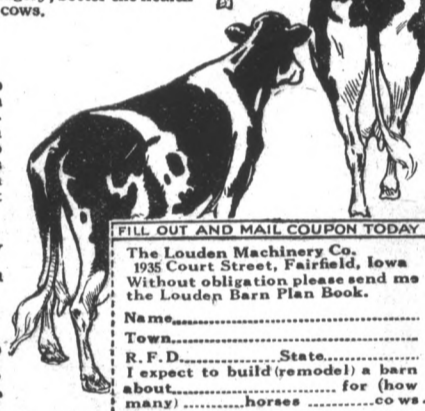 cows.
FILL OUT AND MAIL COUPON TODAY
The Louden Machinery Co.
1935 Court Street, Fairfield, Iowa
Without obligation please send me
the Louden Barn Plan Book.
Name
Town
R. F. D. State
I expect to build (remodel) a barn
about for (how
many) horses cows.